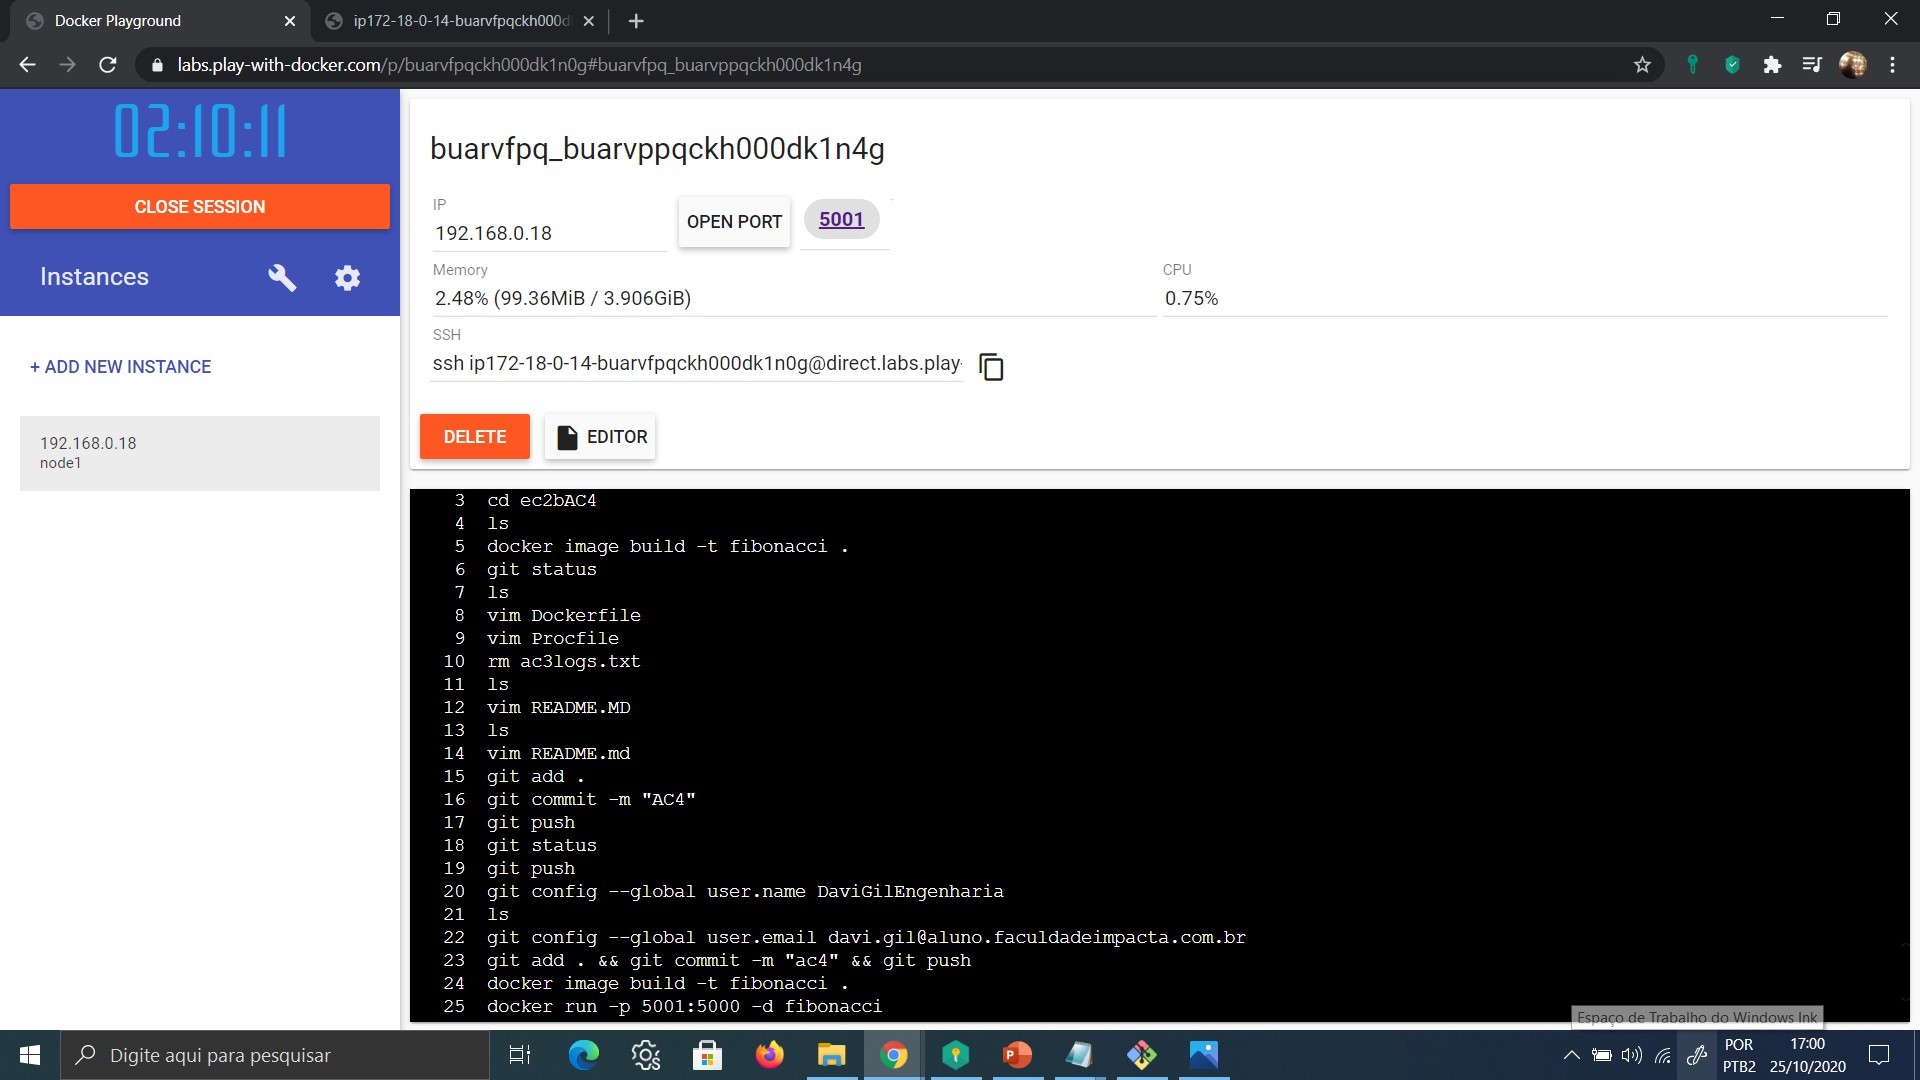 Docker Playground
ip172-18-0-14-buarvfpqckh000d
labs.play-with-docker.com/p/buarvfpqckh000dk1n0g#buarvfpq_buarvppqckh000dk1n4g
02:10:11
CLOSE SESSION
Instances
+ ADD NEW INSTANCE
192.168.0.18
node1
buarvfpq_buarvppqckh000dk1n4g
IP
192.168.0.18
OPEN PORT
5001
Memory
2.48% (99.36MiB / 3.906GiB)
CPU
0.75%
SSH
ssh ip172-18-0-14-buarvfpqckh000dk1n0g@direct.labs.play-
DELETE
EDITOR
3 cd ec2bAC4
4 ls
5 docker image build -t fibonacci .
6 git status
7 ls
8 vim Dockerfile
9 vim Procfile
10 rm ac3logs.txt
11 ls
12 vim README.MD
13 ls
14 vim README.md
15 git add .
16 git commit -m "AC4"
17 git push
18 git status
19 git push
20 git config --global user.name DaviGilEngenharia
21 ls
22 git config --global user.email davi.gil@aluno.faculdadeimpacta.com.br
23 git add . && git commit -m "ac4" && git push
24 docker image build -t fibonacci .
25 docker run -p 5001:5000 -d fibonacci
Espaço de Trabalho do Windows Ink
Digite aqui para pesquisar
POR
PTB2
17:00
25/10/2020